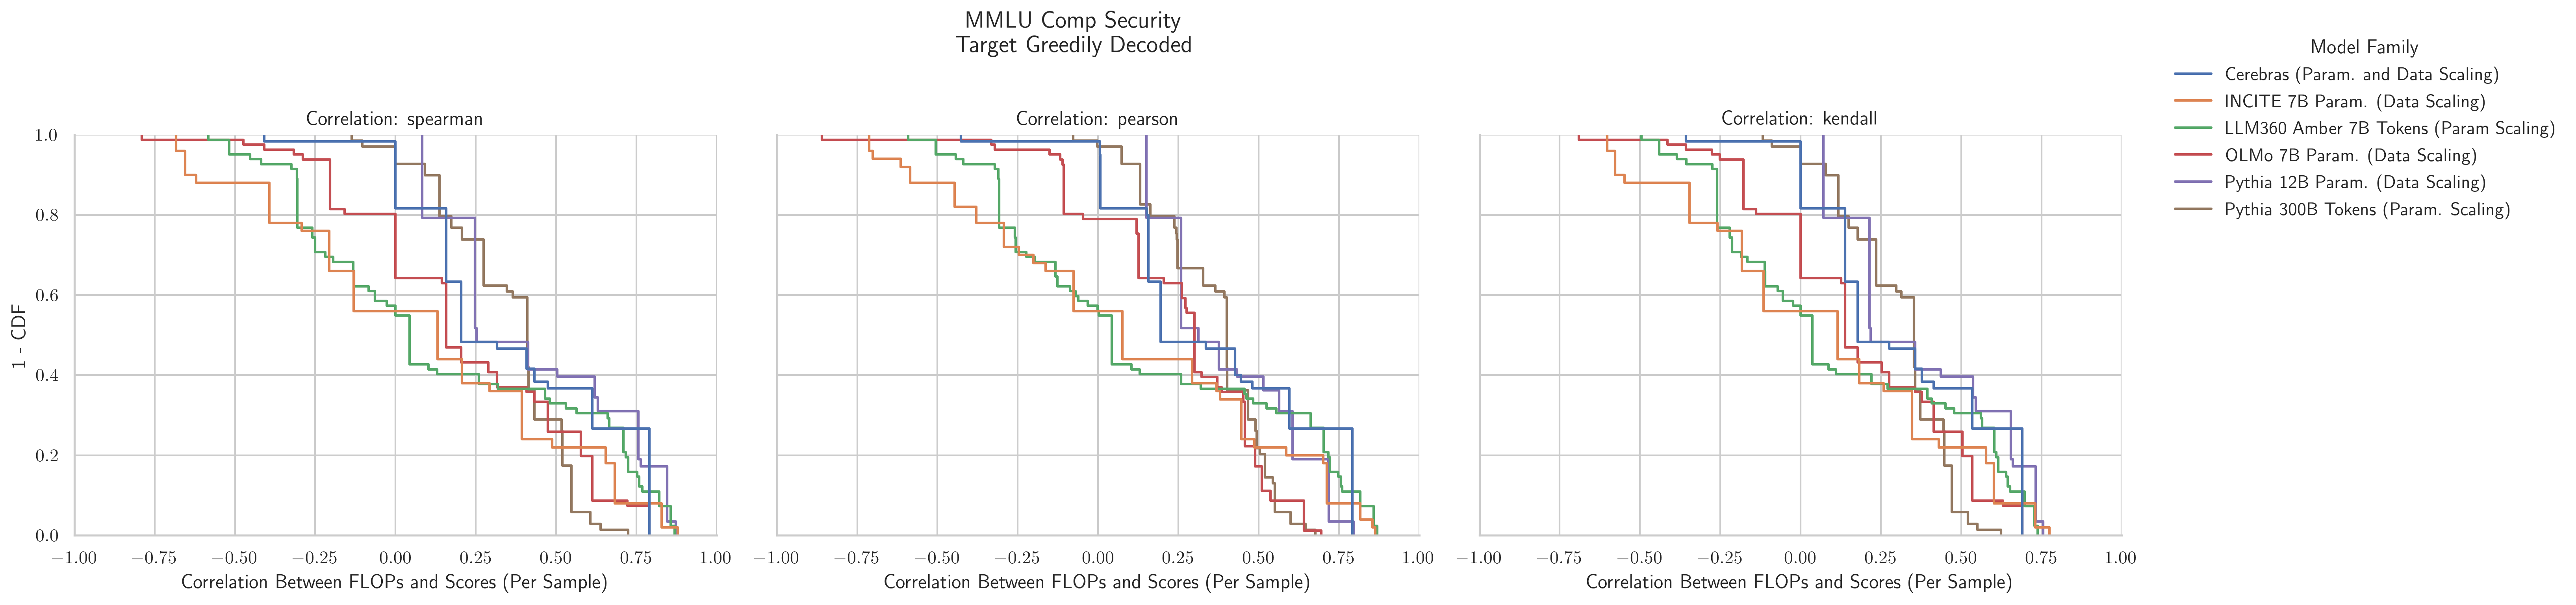 MMLU Comp Security
Target Greedily Decoded
Correlation: spearman
1 - CDF
1.0
0.8
0.6
0.4
0.2
0.0
−1.00 −0.75 −0.50 −0.25 0.00 0.25 0.50 0.75 1.00
Correlation Between FLOPs and Scores (Per Sample)
Correlation: pearson
−1.00 −0.75 −0.50 −0.25 0.00 0.25 0.50 0.75 1.00
Correlation Between FLOPs and Scores (Per Sample)
Correlation: kendall
−1.00 −0.75 −0.50 −0.25 0.00 0.25 0.50 0.75 1.00
Correlation Between FLOPs and Scores (Per Sample)
Model Family
Cerebras (Param. and Data Scaling)
INCITE 7B Param. (Data Scaling)
LLM360 Amber 7B Tokens (Param Scaling)
OLMo 7B Param. (Data Scaling)
Pythia 12B Param. (Data Scaling)
Pythia 300B Tokens (Param. Scaling)